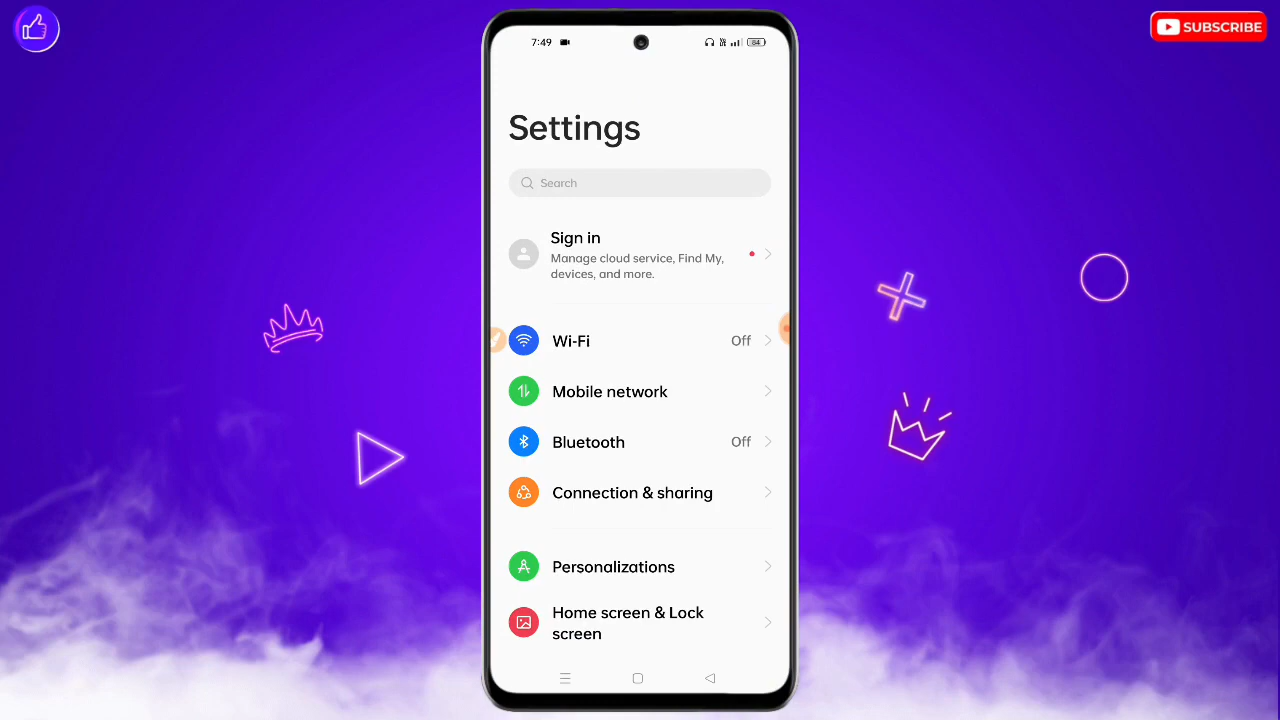 SUBSCRIBE
7:49
84
Settings
Search
Sign in
Manage cloud service, Find My,
devices, and more.
Wi-Fi Off
Mobile network
Bluetooth Off
Connection & sharing
Personalizations
Home screen & Lock
screen